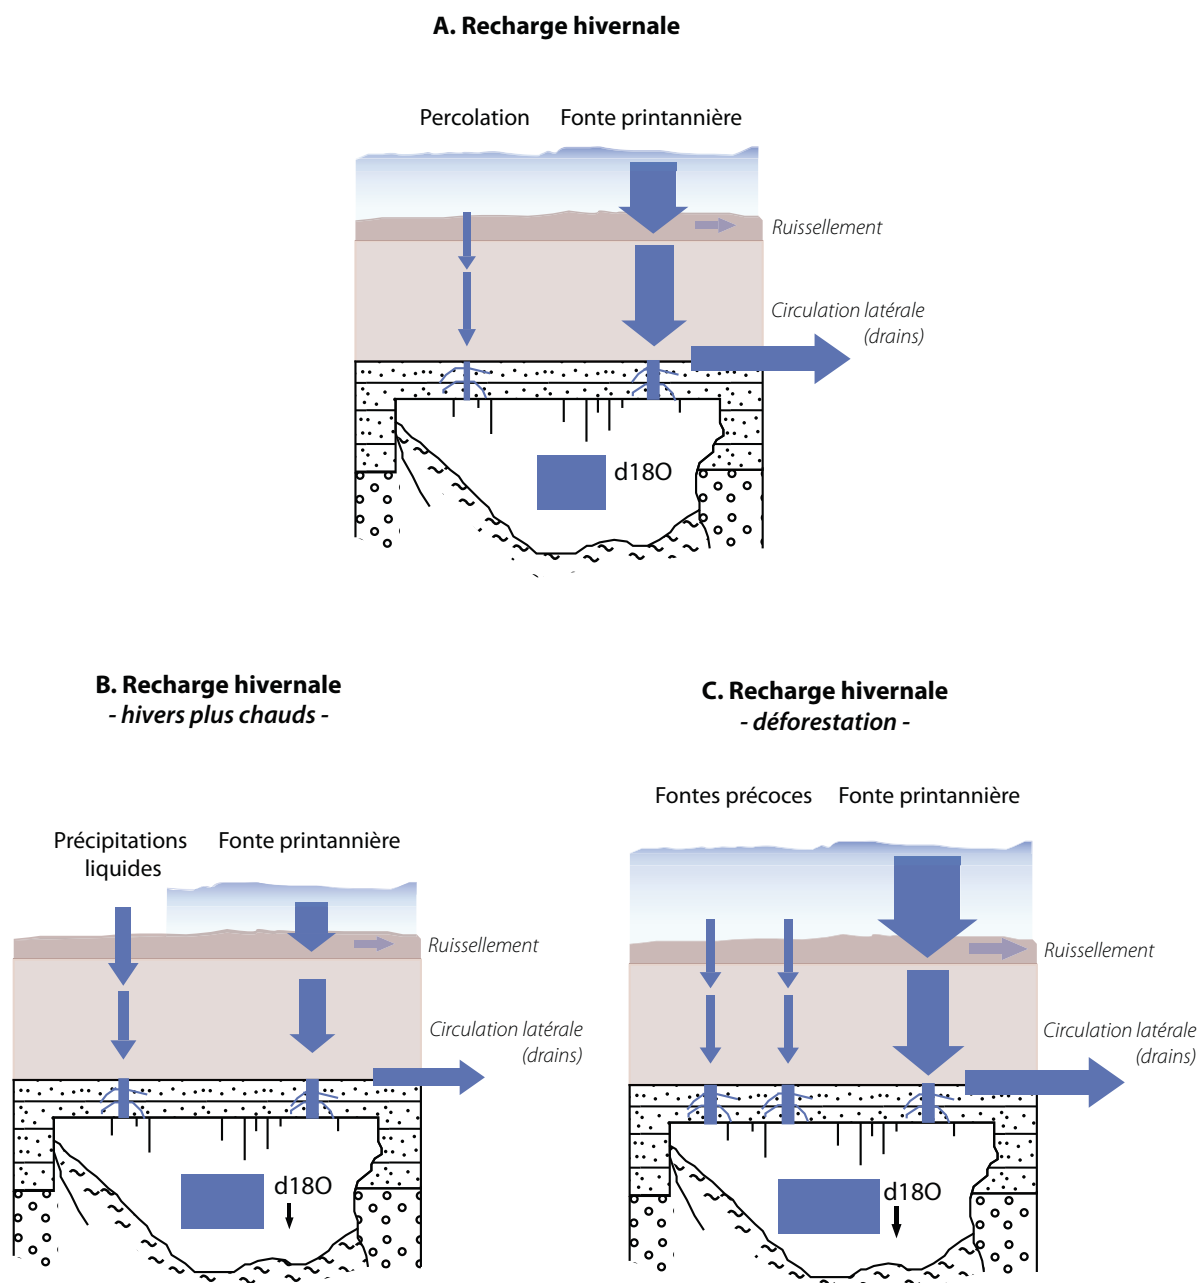 A. Recharge hivernale
Percolation
Fonte printannière
Ruissellement
Circulation latérale
(drains)
d18O
B. Recharge hivernale
- hivers plus chauds -
Précipitations
liquides
Fonte printannière
Ruissellement
Circulation latérale
(drains)
d18O
C. Recharge hivernale
- déforestation -
Fontes précoces
Fonte printannière
Ruissellement
Circulation latérale
(drains)
d18O